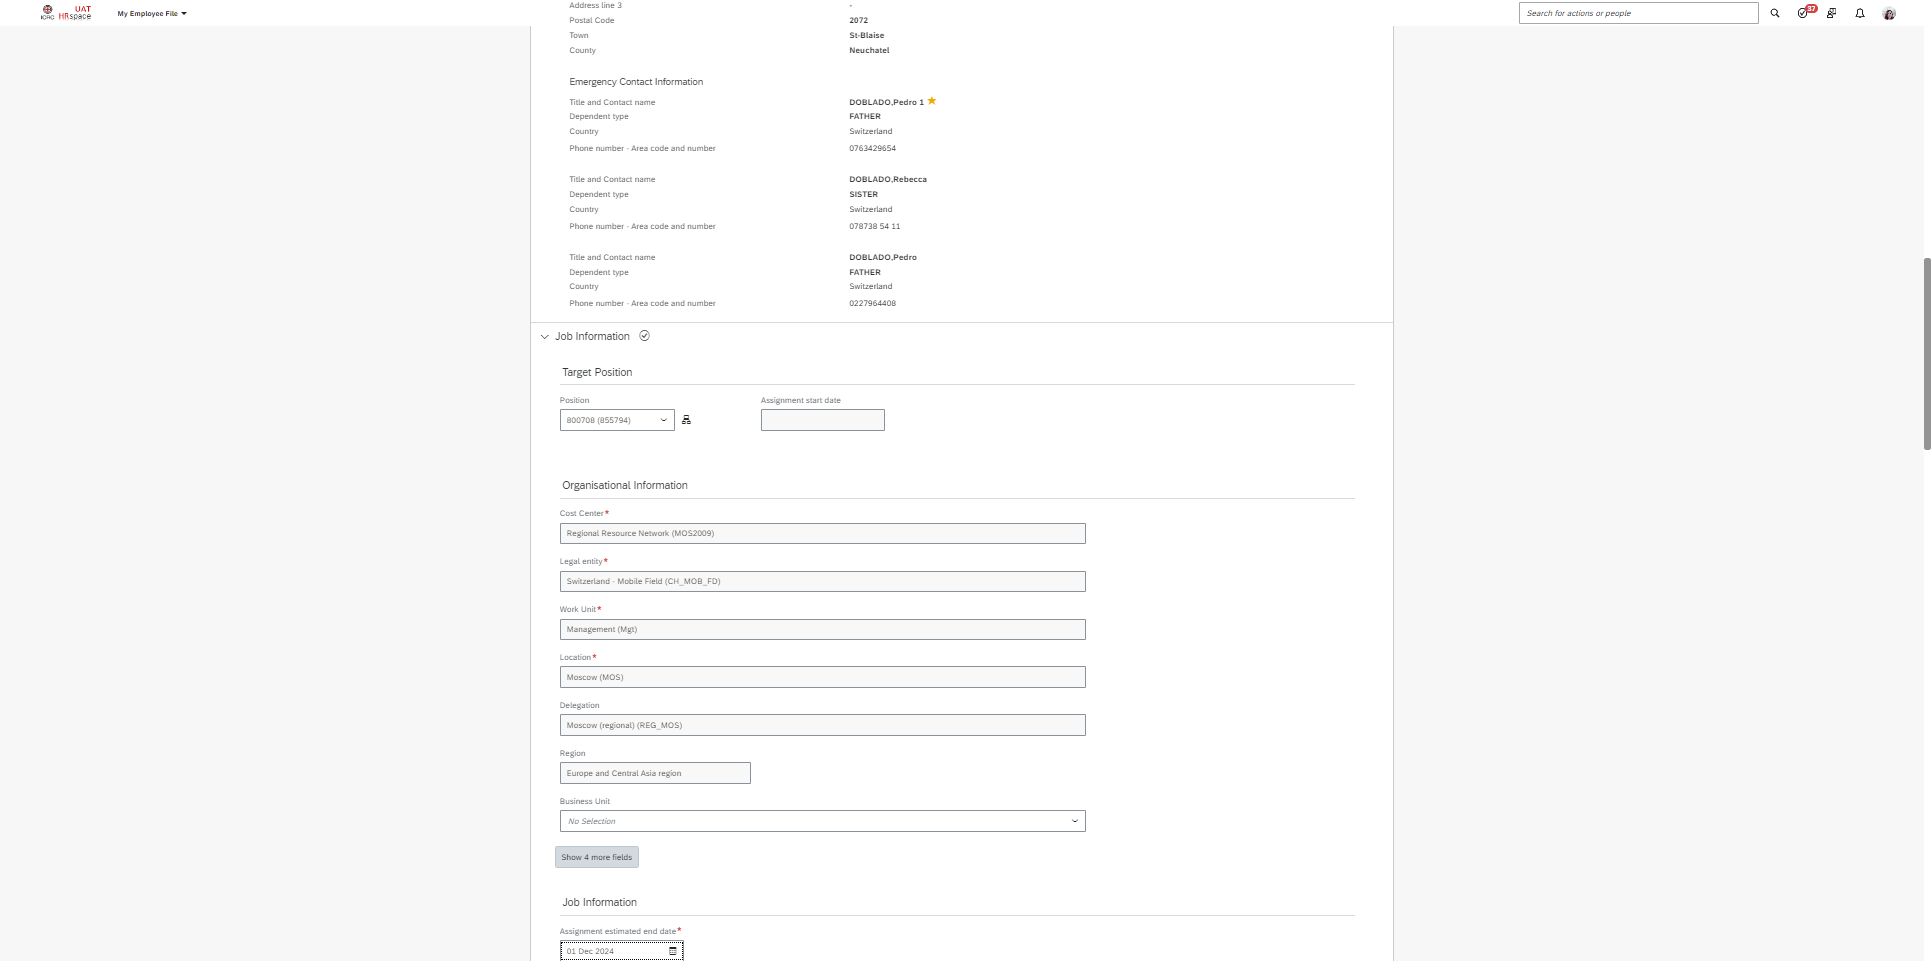 ICRC
UAT
HRspace
My Employee File
Search for actions or people
37
Address line 3 -
Postal Code 2072
Town St-Blaise
County Neuchatel
Emergency Contact Information
Title and Contact name DOBLADO,Pedro 1
Dependent type FATHER
Country Switzerland
Phone number - Area code and number 0763429654
Title and Contact name DOBLADO,Rebecca
Dependent type SISTER
Country Switzerland
Phone number - Area code and number 078738 54 11
Title and Contact name DOBLADO,Pedro
Dependent type FATHER
Country Switzerland
Phone number - Area code and number 0227964408
Job Information
Target Position
Position Assignment start date
800708 (855794)
Organisational Information
Cost Center*
Regional Resource Network (MOS2009)
Legal entity*
Switzerland - Mobile Field (CH_MOB_FD)
Work Unit*
Management (Mgt)
Location*
Moscow (MOS)
Delegation
Moscow (regional) (REG_MOS)
Region
Europe and Central Asia region
Business Unit
No Selection
Show 4 more fields
Job Information
Assignment estimated end date*
01 Dec 2024